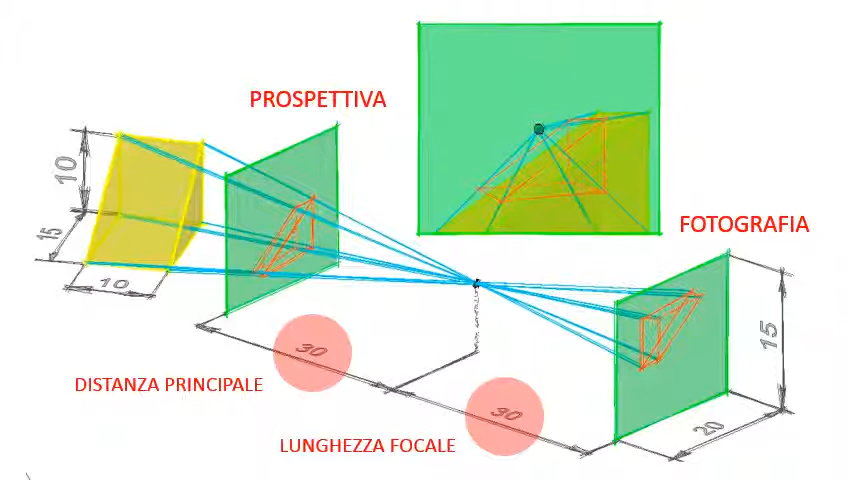 PROSPETTIVA
10
15
10
FOTOGRAFIA
30
15
DISTANZA PRINCIPALE
30
20
LUNGHEZZA FOCALE